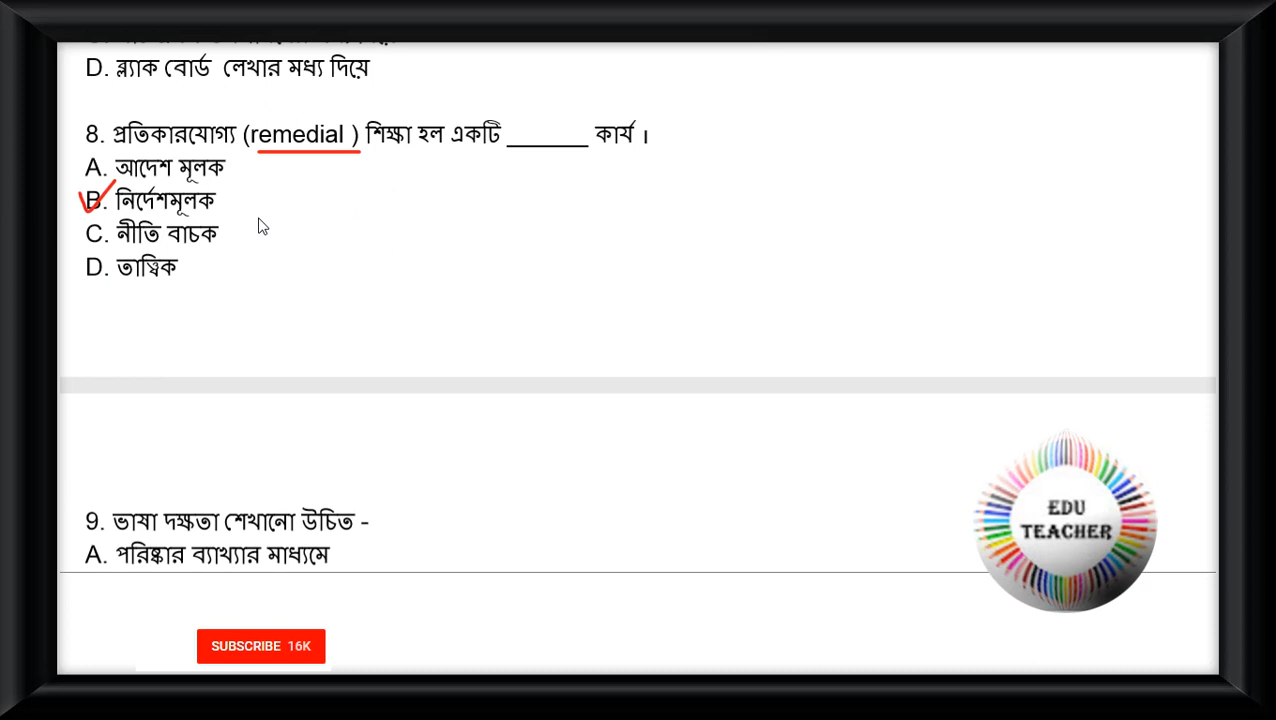 D. ব্ল্যাক বোর্ড লেখার মধ্য দিয়ে
8. প্রতিকারযোগ্য (remedial ) শিক্ষা হল একটি _______ কার্য ।
A. আদেশ মূলক
B. নির্দেশমূলক
C. নীতি বাচক
D. তাত্ত্বিক
EDU
TEACHER
9. ভাষা দক্ষতা শেখানো উচিত -
A. পরিষ্কার ব্যাখ্যার মাধ্যমে
SUBSCRIBE 16K